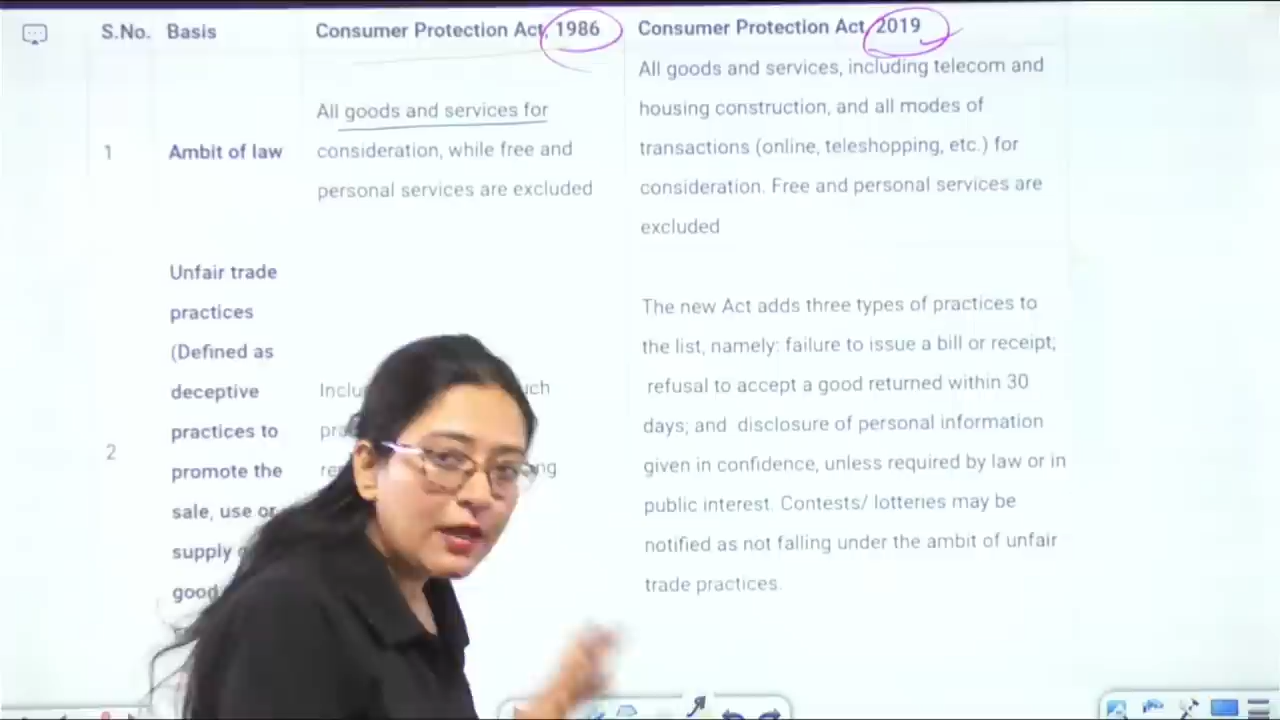 S.No. Basis Consumer Protection Act, 1986 Consumer Protection Act, 2019
1
Ambit of law
All goods and services for
consideration, while free and
personal services are excluded
All goods and services, including telecom and
housing construction, and all modes of
transactions (online, teleshopping, etc.) for
consideration. Free and personal services are
excluded
2
Unfair trade
practices
(Defined as
deceptive
practices to
promote the
sale, use or
supply
The new Act adds three types of practices to
the list, namely: failure to issue a bill or receipt;
refusal to accept a good returned within 30
days; and disclosure of personal information
given in confidence, unless required by law or in
public interest. Contests/ lotteries may be
notified as not falling under the ambit of unfair
trade practices.